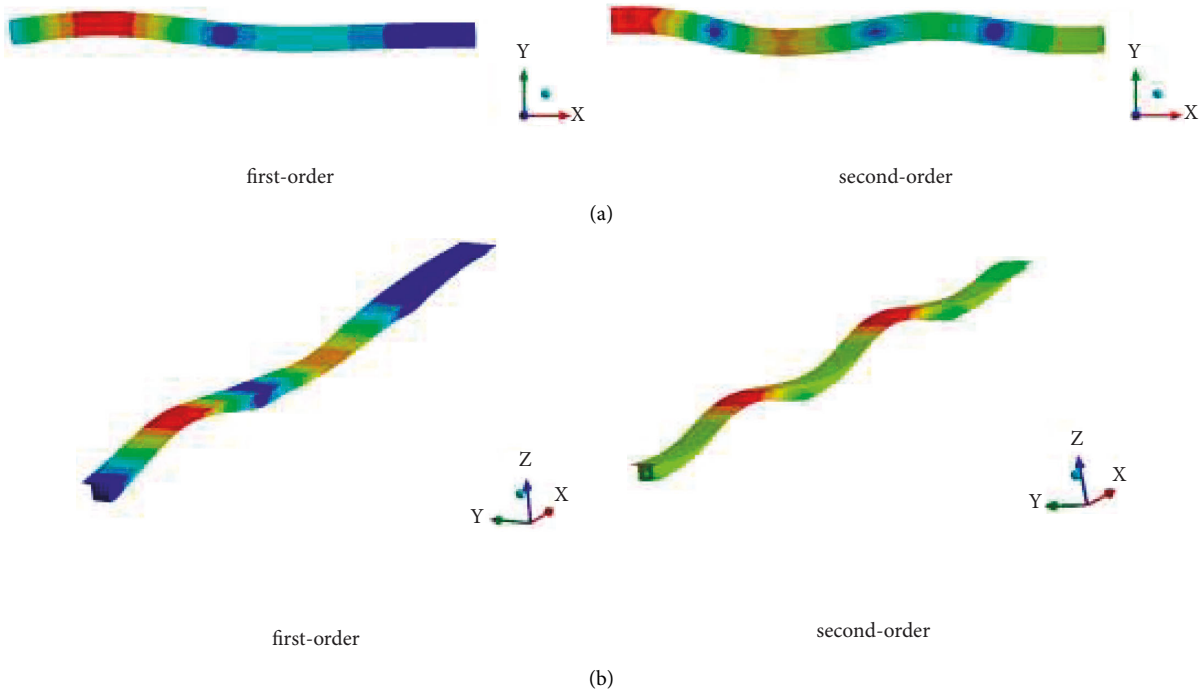 Y
X
Y
X
first-order
second-order
(a)
Z
X
Y
Z
X
Y
first-order
second-order
(b)